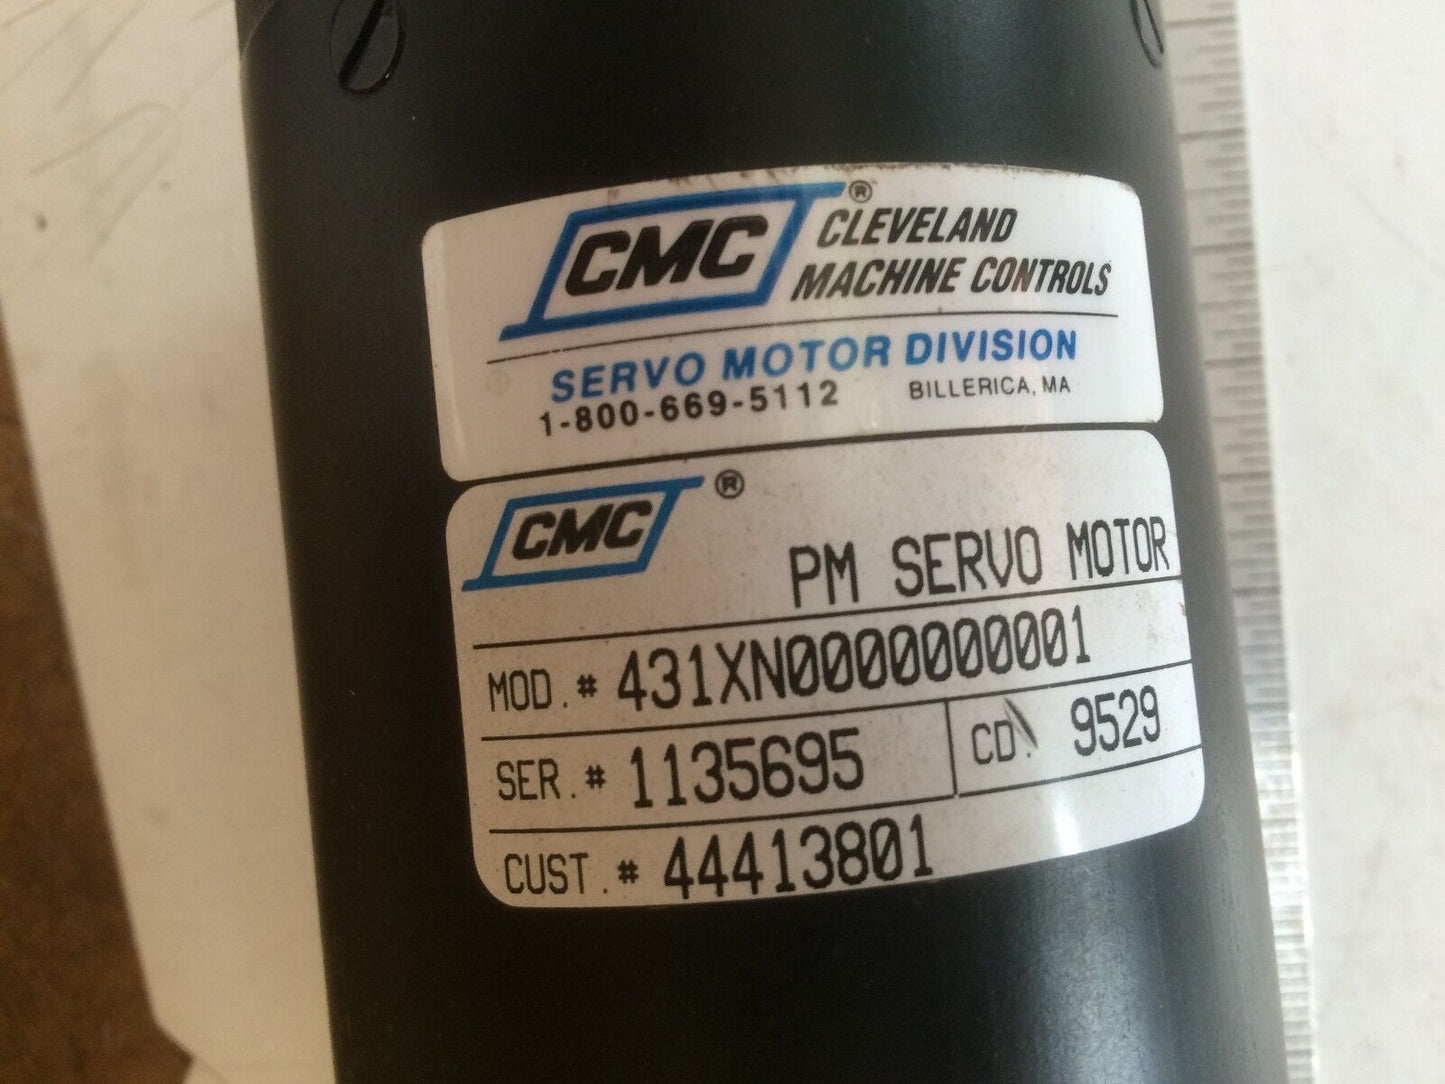 CMC® CLEVELAND
MACHINE CONTROLS
SERVO MOTOR DIVISION
1-800-669-5112 BILLERICA, MA
CMC®
PM SERVO MOTOR
MOD.# 431XN0000000001
SER.# 1135695 CD. 9529
CUST.# 44413801